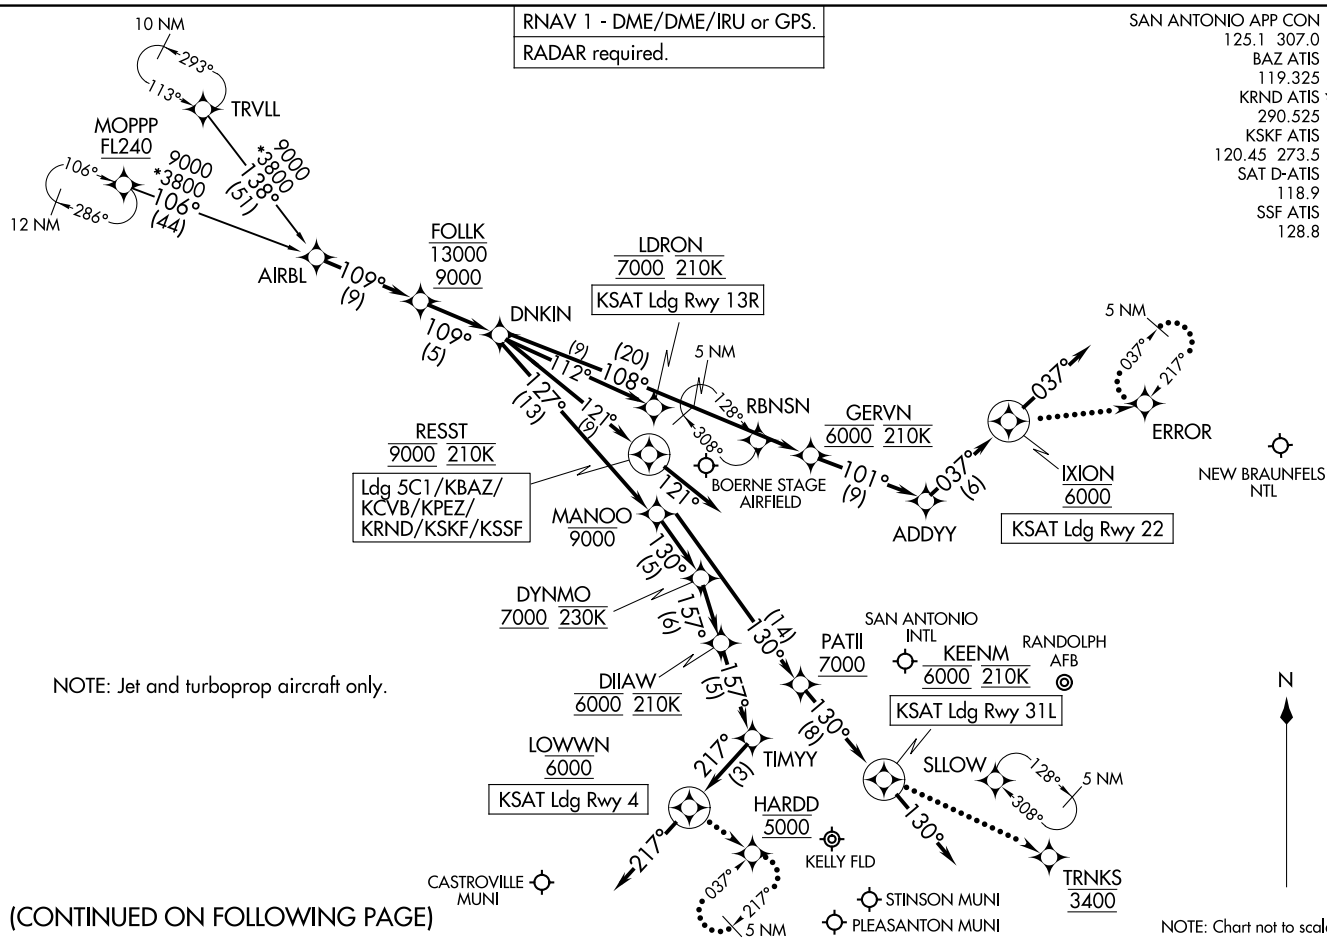 RNAV 1 - DME/DME/IRU or GPS.
RADAR required.
SAN ANTONIO APP CON
125.1 307.0
BAZ ATIS
119.325
KRND ATIS
290.525
KSKF ATIS
120.45 273.5
SAT D-ATIS
118.9
SSF ATIS
128.8
10 NM
293°
113°
TRVLL
MOPPP
FL240
106°
286°
12 NM
9000
*3800
106°
(44)
9000
*3800
138°
(51)
AIRBL
109°
(9)
FOLLK
13000
9000
109°
(5)
DNKIN
LDRON
7000 210K
KSAT Ldg Rwy 13R
(9)
112°
(20)
108°
5 NM
128°
308°
RBNSN
127°
(13)
121°
(9)
121°
RESST
9000 210K
Ldg 5C1/KBAZ/
KCVB/KPEZ/
KRND/KSKF/KSSF
BOERNE STAGE
AIRFIELD
GERVN
6000 210K
101°
(9)
ADDYY
037°
(6)
037°
IXION
6000
KSAT Ldg Rwy 22
5 NM
037°
217°
ERROR
NEW BRAUNFELS
NTL
MANOO
9000
130°
(5)
DYNMO
7000 230K
157°
(6)
DIIAW
6000 210K
157°
(5)
TIMYY
217°
(3)
LOWWN
6000
KSAT Ldg Rwy 4
217°
HARDD
5000
037°
217°
5 NM
(14)
130°
PATII
7000
130°
(8)
SAN ANTONIO
INTL
KEENM
6000 210K
KSAT Ldg Rwy 31L
RANDOLPH
AFB
130°
SLLOW
128°
308°
5 NM
TRNKS
3400
KELLY FLD
CASTROVILLE
MUNI
STINSON MUNI
PLEASANTON MUNI
N
NOTE: Jet and turboprop aircraft only.
(CONTINUED ON FOLLOWING PAGE)
NOTE: Chart not to scale